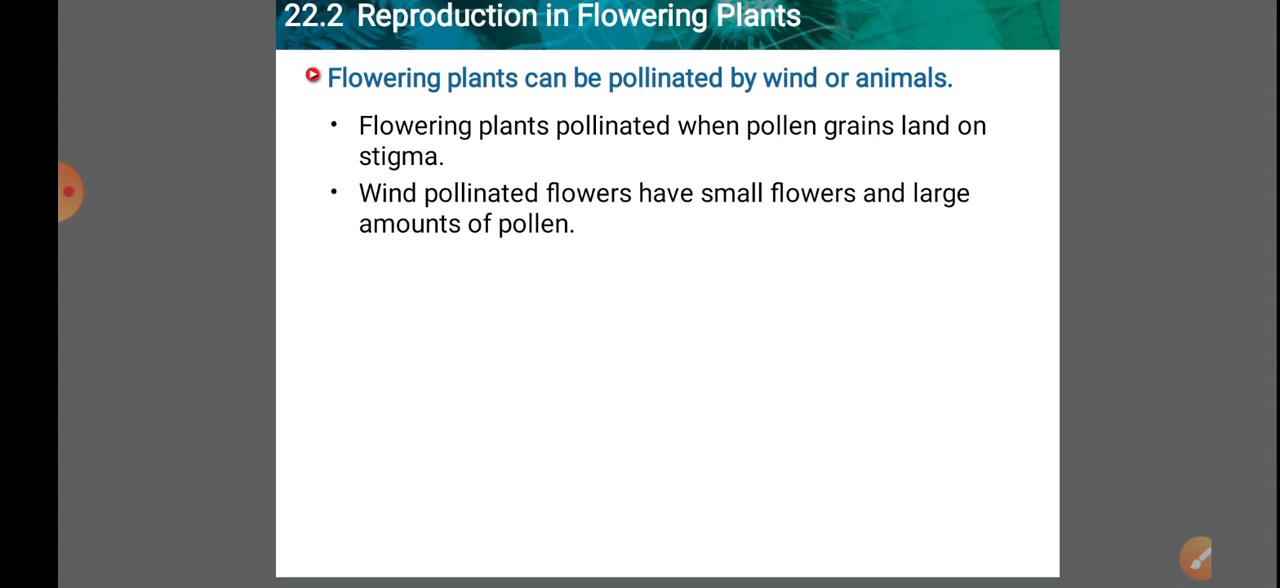 22.2 Reproduction in Flowering Plants
Flowering plants can be pollinated by wind or animals.
• Flowering plants pollinated when pollen grains land on
stigma.
• Wind pollinated flowers have small flowers and large
amounts of pollen.